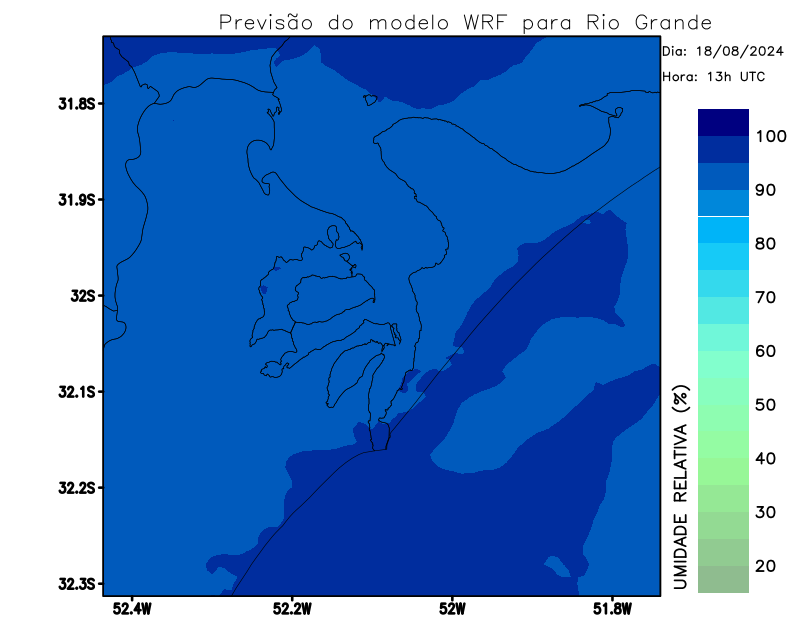 Previsão do modelo WRF para Rio Grande
Dia: 18/08/2024
Hora: 13h UTC
31.8S
31.9S
32S
32.1S
32.2S
32.3S
52.4W
52.2W
52W
51.8W
100
90
80
70
60
50
40
30
20
UMIDADE RELATIVA (%)